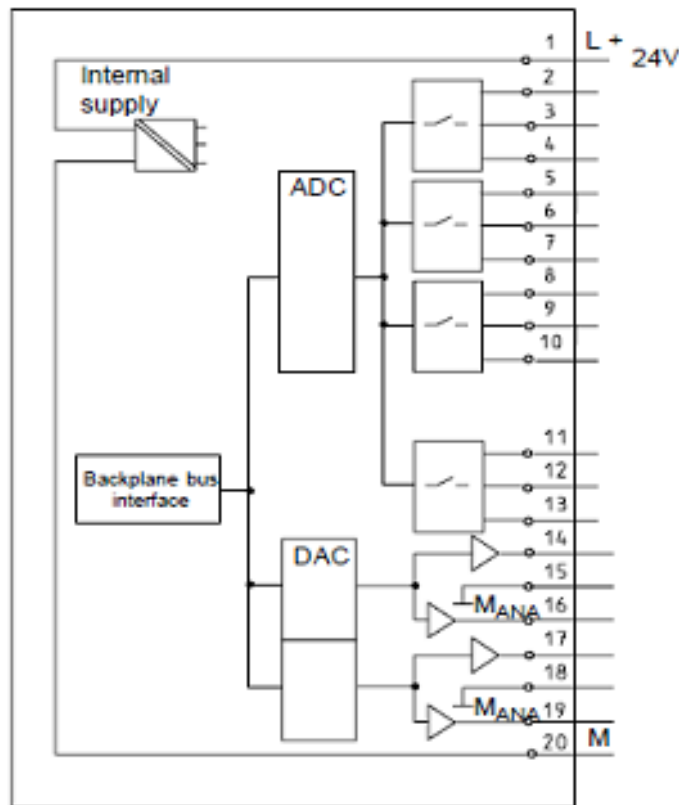 1 L +
24V
Internal
supply
2
3
4
5
ADC
6
7
8
9
10
11
Backplane bus
interface
12
13
14
DAC
15
MANA 16
17
18
MANA 19
20 M